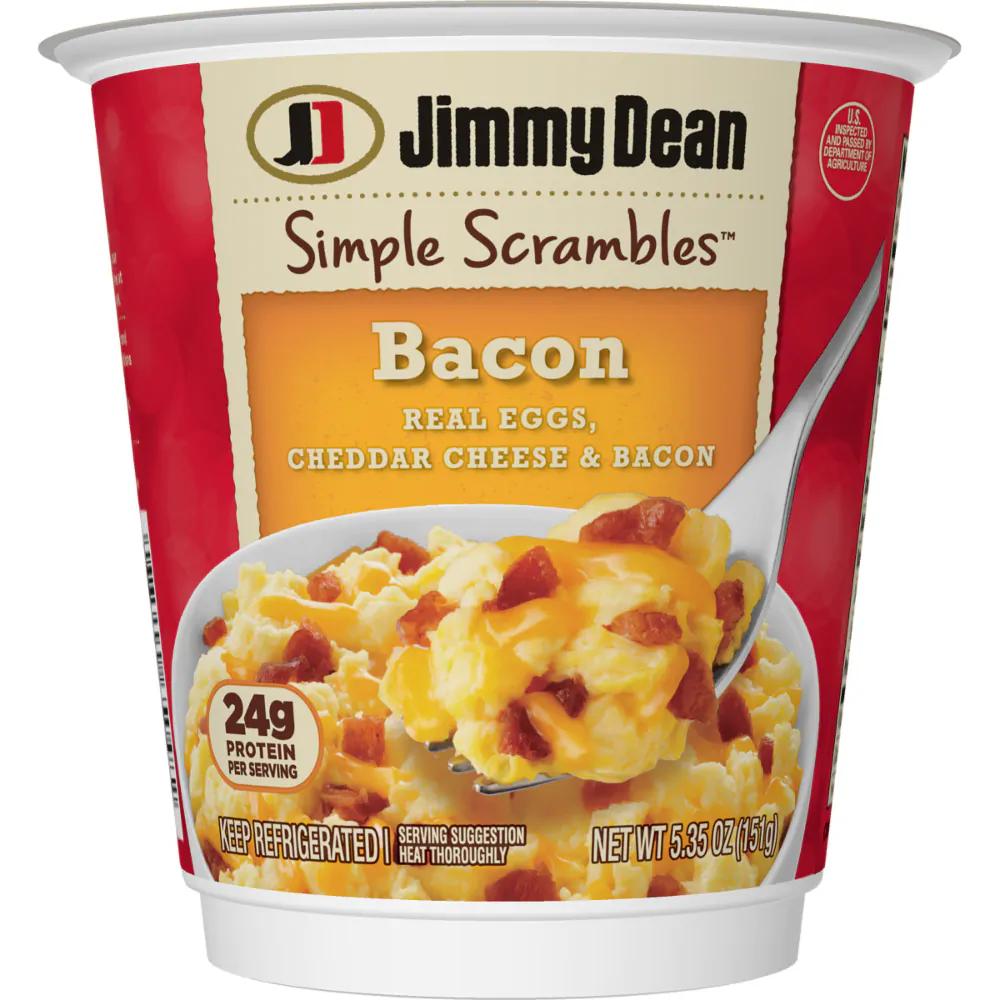 JD Jimmy Dean
Simple Scrambles™
Bacon
REAL EGGS,
CHEDDAR CHEESE & BACON
U.S.
INSPECTED
AND PASSED BY
DEPARTMENT OF
AGRICULTURE
24g
PROTEIN
PER SERVING
KEEP REFRIGERATED
SERVING SUGGESTION
HEAT THOROUGHLY
NET WT 5.35 OZ (151g)